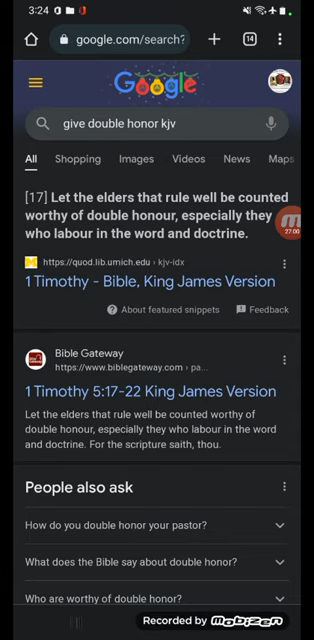 3:24
google.com/search?
14
Google
give double honor kjv
All Shopping Images Videos News Maps
[17] Let the elders that rule well be counted
worthy of double honour, especially they
who labour in the word and doctrine.
27:00
https://quod.lib.umich.edu › kjv-idx
1 Timothy - Bible, King James Version
About featured snippets Feedback
Bible Gateway
https://www.biblegateway.com › pa...
1 Timothy 5:17-22 King James Version
Let the elders that rule well be counted worthy of
double honour, especially they who labour in the word
and doctrine. For the scripture saith, thou.
People also ask
How do you double honor your pastor?
What does the Bible say about double honor?
Who are worthy of double honor?
Recorded by Mobizen